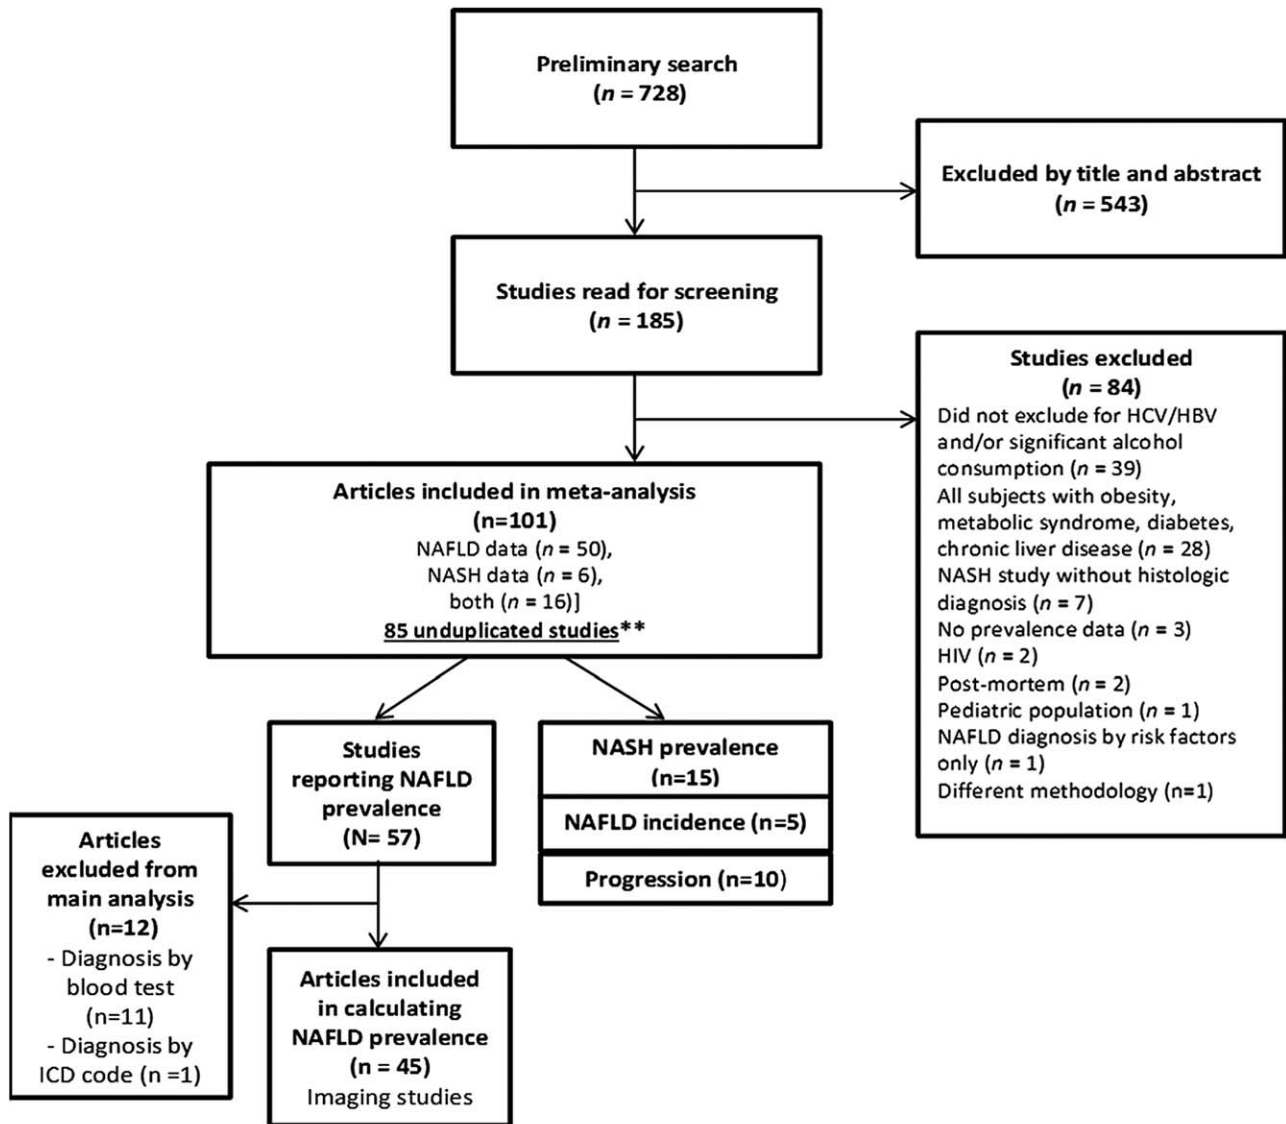 Preliminary search
(n = 728)
Excluded by title and abstract
(n = 543)
Studies read for screening
(n = 185)
Studies excluded
(n = 84)
Did not exclude for HCV/HBV
and/or significant alcohol
consumption (n = 39)
All subjects with obesity,
metabolic syndrome, diabetes,
chronic liver disease (n = 28)
NASH study without histologic
diagnosis (n = 7)
No prevalence data (n = 3)
HIV (n = 2)
Post-mortem (n = 2)
Pediatric population (n = 1)
NAFLD diagnosis by risk factors
only (n = 1)
Different methodology (n=1)
Articles included in meta-analysis
(n=101)
NAFLD data (n = 50),
NASH data (n = 6),
both (n = 16)]
85 unduplicated studies**
Studies
reporting NAFLD
prevalence
(N= 57)
NASH prevalence
(n=15)
NAFLD incidence (n=5)
Progression (n=10)
Articles
excluded from
main analysis
(n=12)
- Diagnosis by
blood test
(n=11)
- Diagnosis by
ICD code (n =1)
Articles included
in calculating
NAFLD prevalence
(n = 45)
Imaging studies